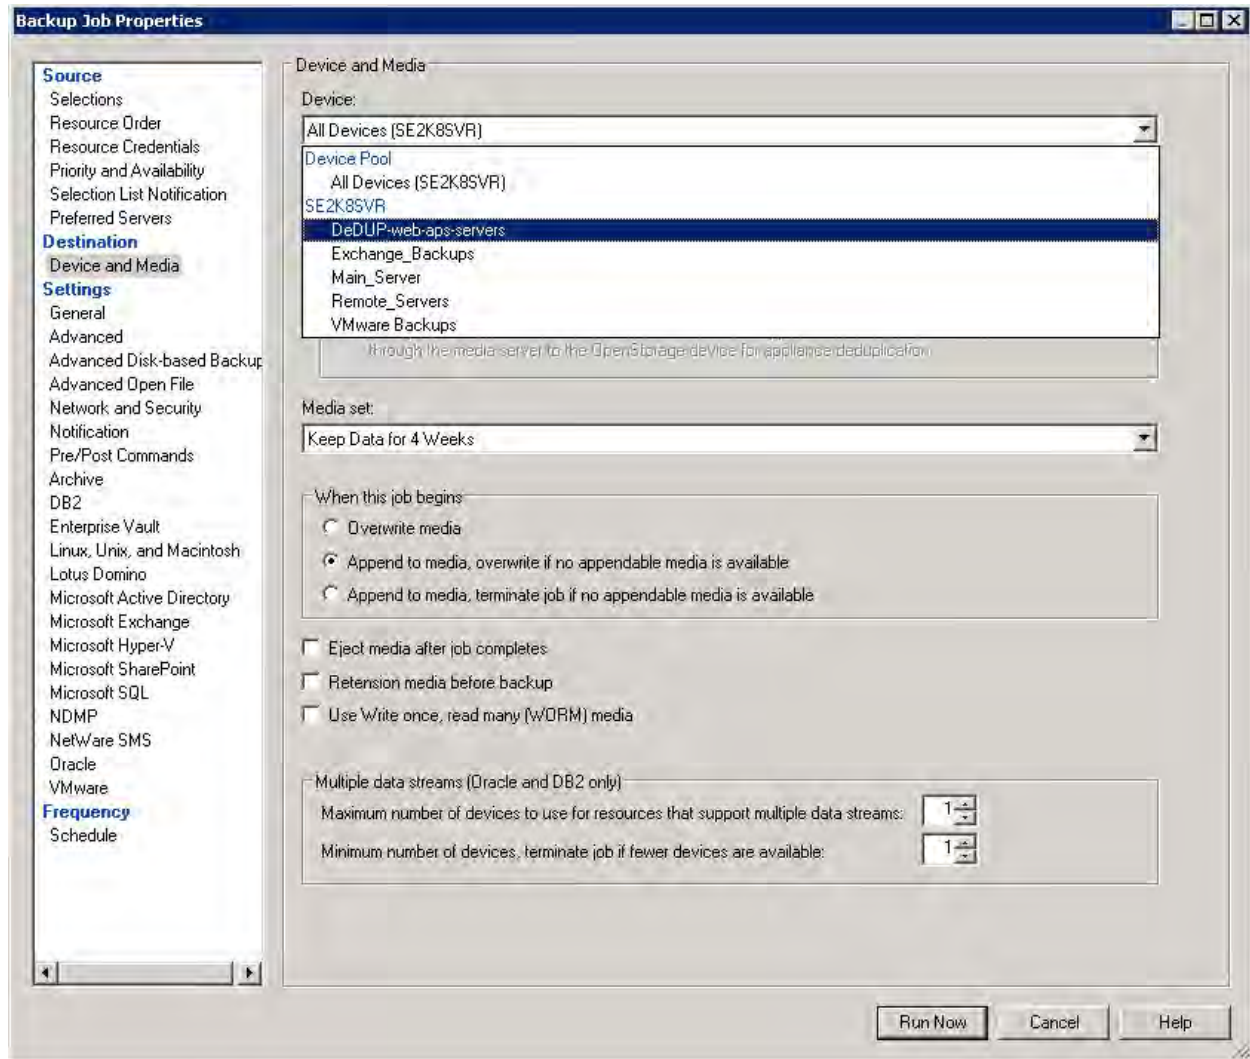 Backup Job Properties
Source
Selections
Resource Order
Resource Credentials
Priority and Availability
Selection List Notification
Preferred Servers
Destination
Device and Media
Settings
General
Advanced
Advanced Disk-based Backup
Advanced Open File
Network and Security
Notification
Pre/Post Commands
Archive
DB2
Enterprise Vault
Linux, Unix, and Macintosh
Lotus Domino
Microsoft Active Directory
Microsoft Exchange
Microsoft Hyper-V
Microsoft SharePoint
Microsoft SQL
NDMP
NetWare SMS
Oracle
VMware
Frequency
Schedule
Device and Media
Device:
All Devices (SE2K8SVR)
Device Pool
All Devices (SE2K8SVR)
SE2K8SVR
DeDUP-web-aps-servers
Exchange_Backups
Main_Server
Remote_Servers
VMware Backups
through the media server to the OpenStorage device for appliance deduplication
Media set:
Keep Data for 4 Weeks
When this job begins
Overwrite media
Append to media, overwrite if no appendable media is available
Append to media, terminate job if no appendable media is available
Eject media after job completes
Retension media before backup
Use Write once, read many (WORM) media
Multiple data streams (Oracle and DB2 only)
Maximum number of devices to use for resources that support multiple data streams: 1
Minimum number of devices, terminate job if fewer devices are available: 1
Run Now Cancel Help